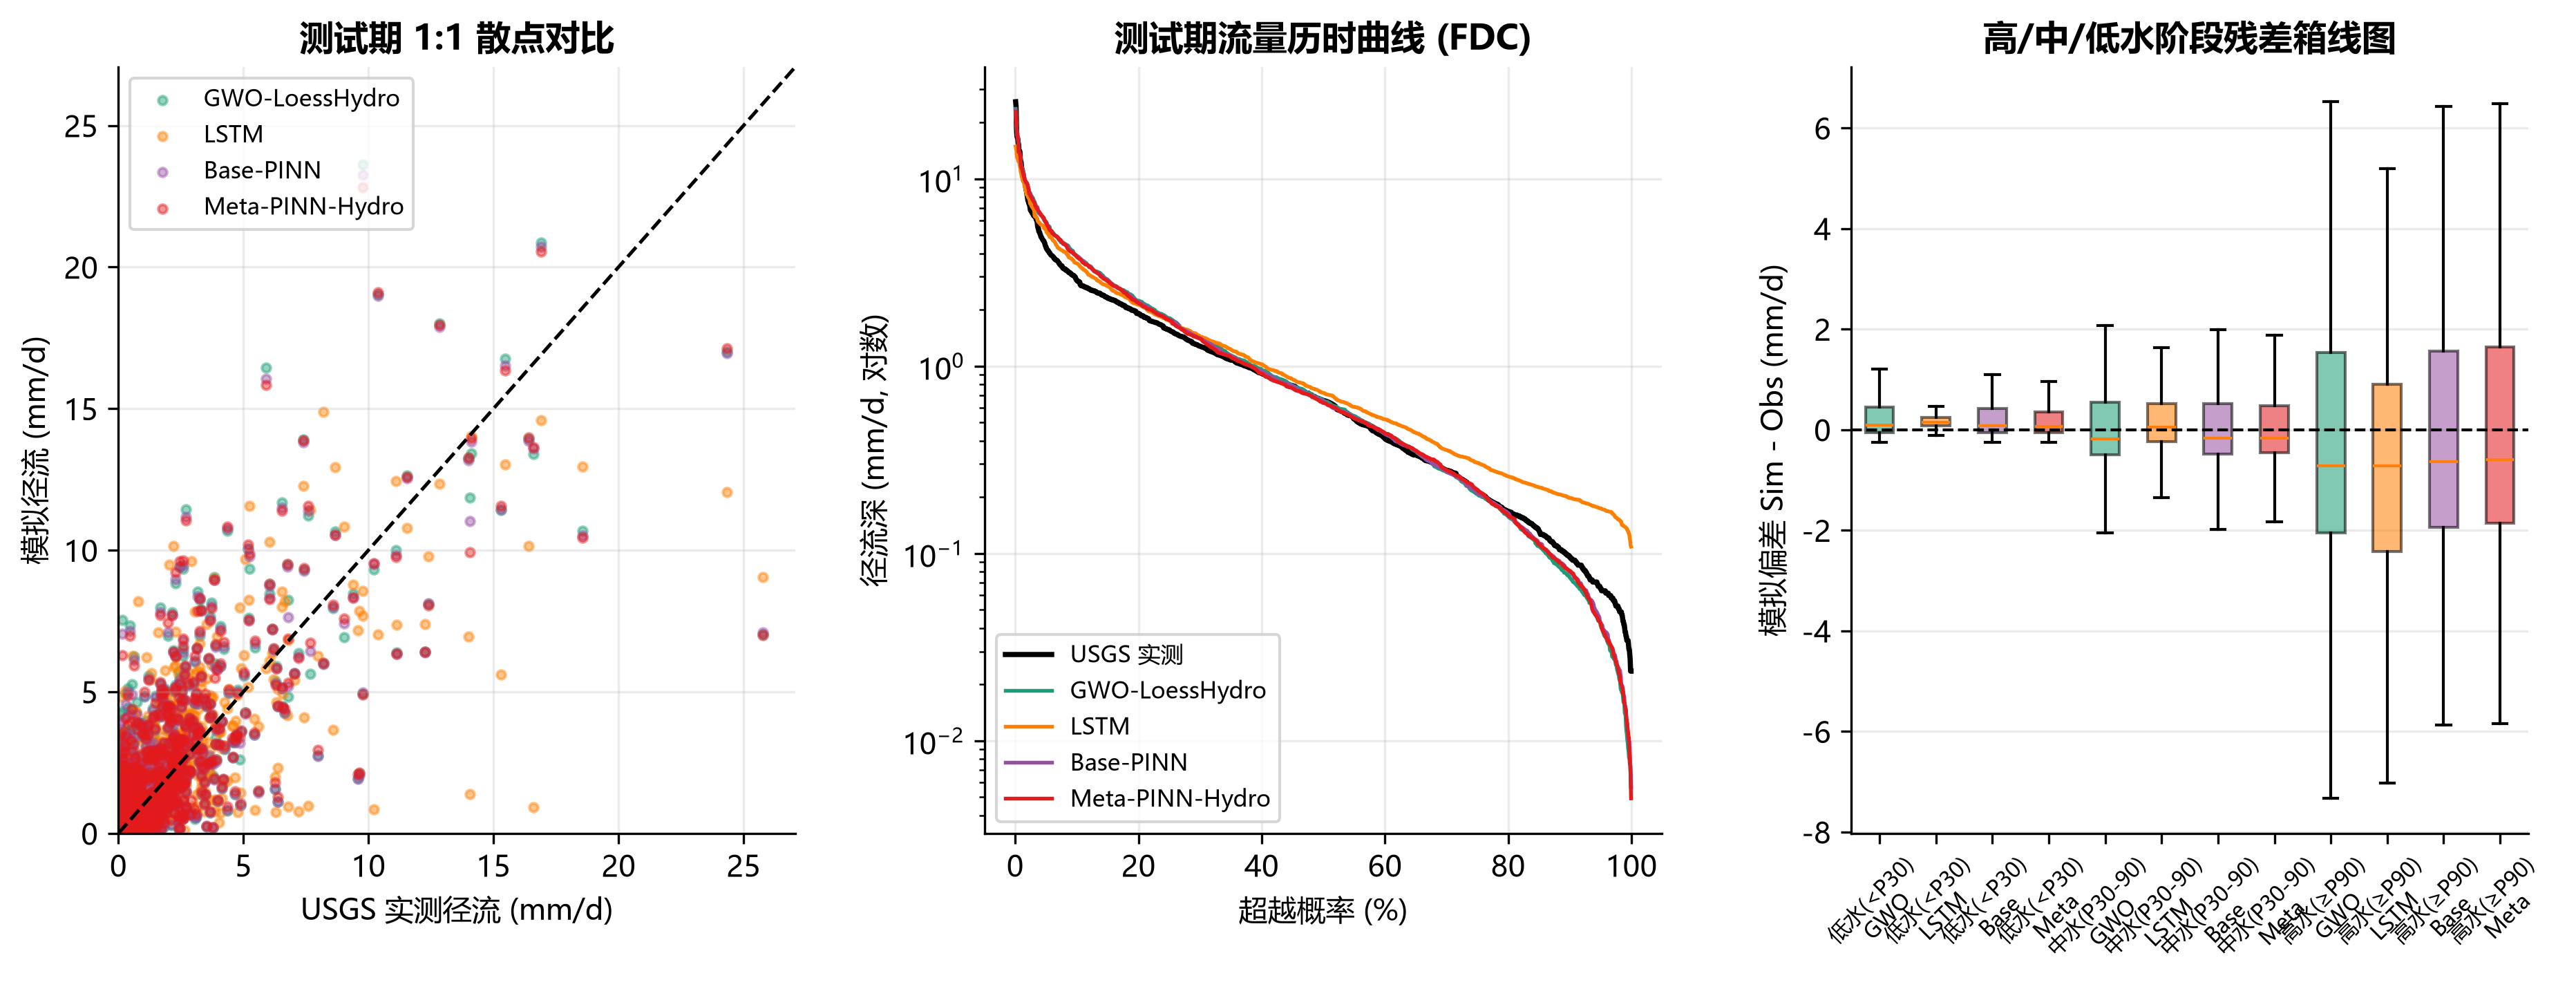 测试期 1:1 散点对比
GWO-LoessHydro
LSTM
Base-PINN
Meta-PINN-Hydro
模拟径流 (mm/d)
25
20
15
10
5
0
0 5 10 15 20 25
USGS 实测径流 (mm/d)
测试期流量历时曲线 (FDC)
径流深 (mm/d, 对数)
10¹
10⁰
10⁻¹
10⁻²
USGS 实测
GWO-LoessHydro
LSTM
Base-PINN
Meta-PINN-Hydro
0 20 40 60 80 100
超越概率 (%)
高/中/低水阶段残差箱线图
模拟偏差 Sim - Obs (mm/d)
6
4
2
0
-2
-4
-6
-8
低水(<P30)
GWO
低水(<P30)
LSTM
低水(<P30)
Base
低水(<P30)
Meta
中水(P30-90)
GWO
中水(P30-90)
LSTM
中水(P30-90)
Base
中水(P30-90)
Meta
高水(≥P90)
GWO
高水(≥P90)
LSTM
高水(≥P90)
Base
高水(≥P90)
Meta